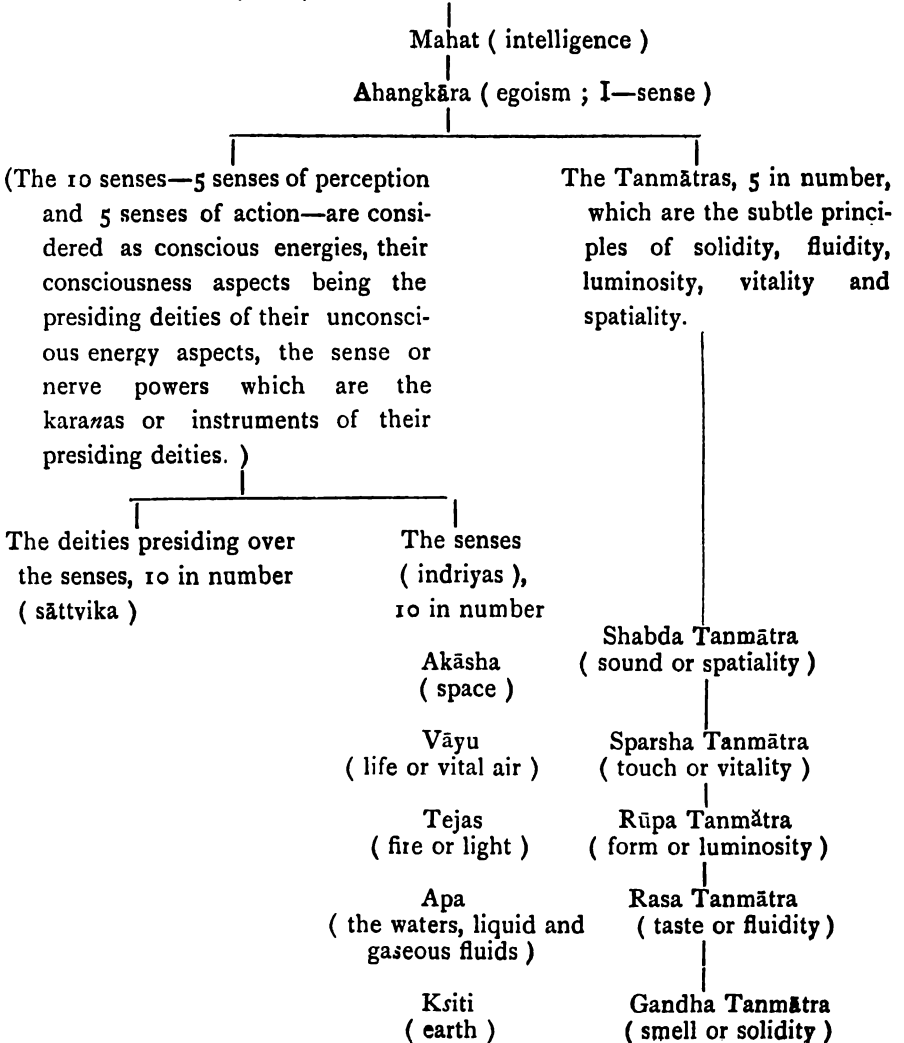 Mahat ( intelligence )
Ahangkāra ( egoism ; I—sense )
(The 10 senses—5 senses of perception
and 5 senses of action—are consi-
dered as conscious energies, their
consciousness aspects being the
presiding deities of their unconsci-
ous energy aspects, the sense or
nerve powers which are the
karanas or instruments of their
presiding deities. )
The Tanmātras, 5 in number,
which are the subtle princi-
ples of solidity, fluidity,
luminosity, vitality and
spatiality.
The deities presiding over
the senses, 10 in number
( sāttvika )
The senses
( indriyas ),
10 in number
Akāsha
( space )
Shabda Tanmātra
( sound or spatiality )
Vāyu
( life or vital air )
Sparsha Tanmātra
( touch or vitality )
Tejas
( fire or light )
Rūpa Tanmătra
( form or luminosity )
Apa
( the waters, liquid and
gaseous fluids )
Rasa Tanmātra
( taste or fluidity )
Ksiti
( earth )
Gandha Tanmātra
( smell or solidity )